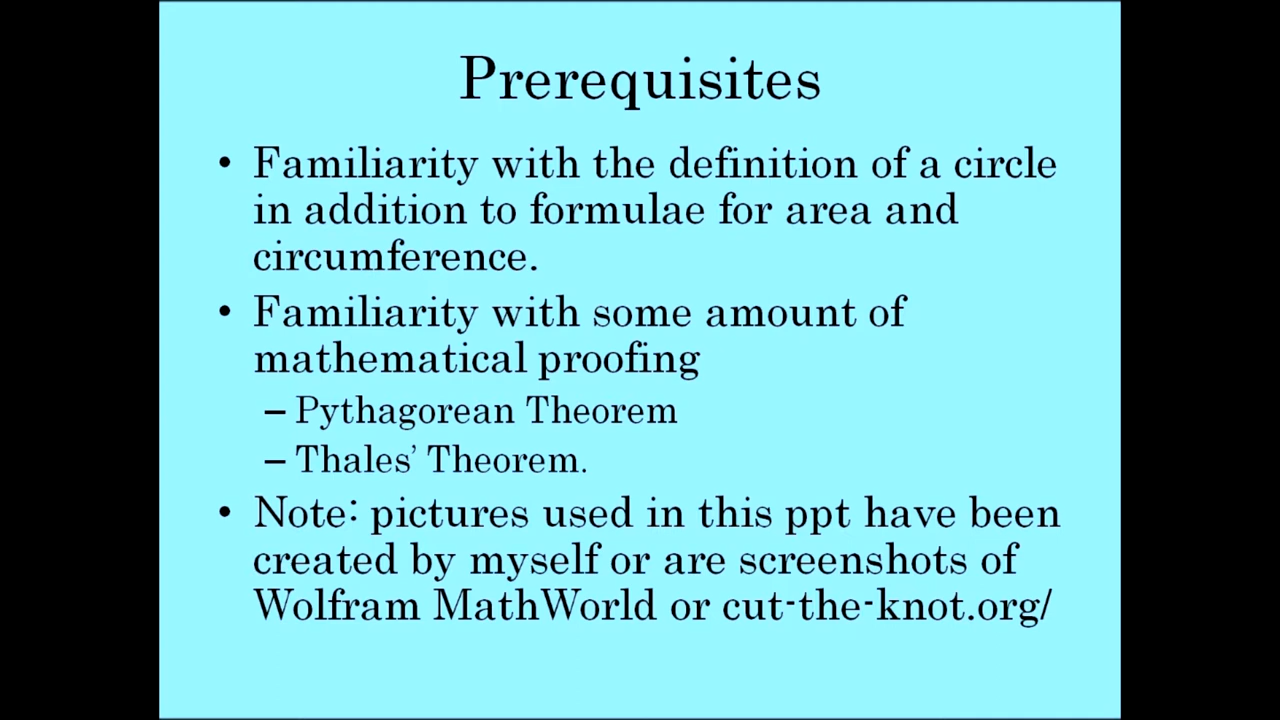 Prerequisites
• Familiarity with the definition of a circle
in addition to formulae for area and
circumference.
• Familiarity with some amount of
mathematical proofing
– Pythagorean Theorem
– Thales’ Theorem.
• Note: pictures used in this ppt have been
created by myself or are screenshots of
Wolfram MathWorld or cut-the-knot.org/